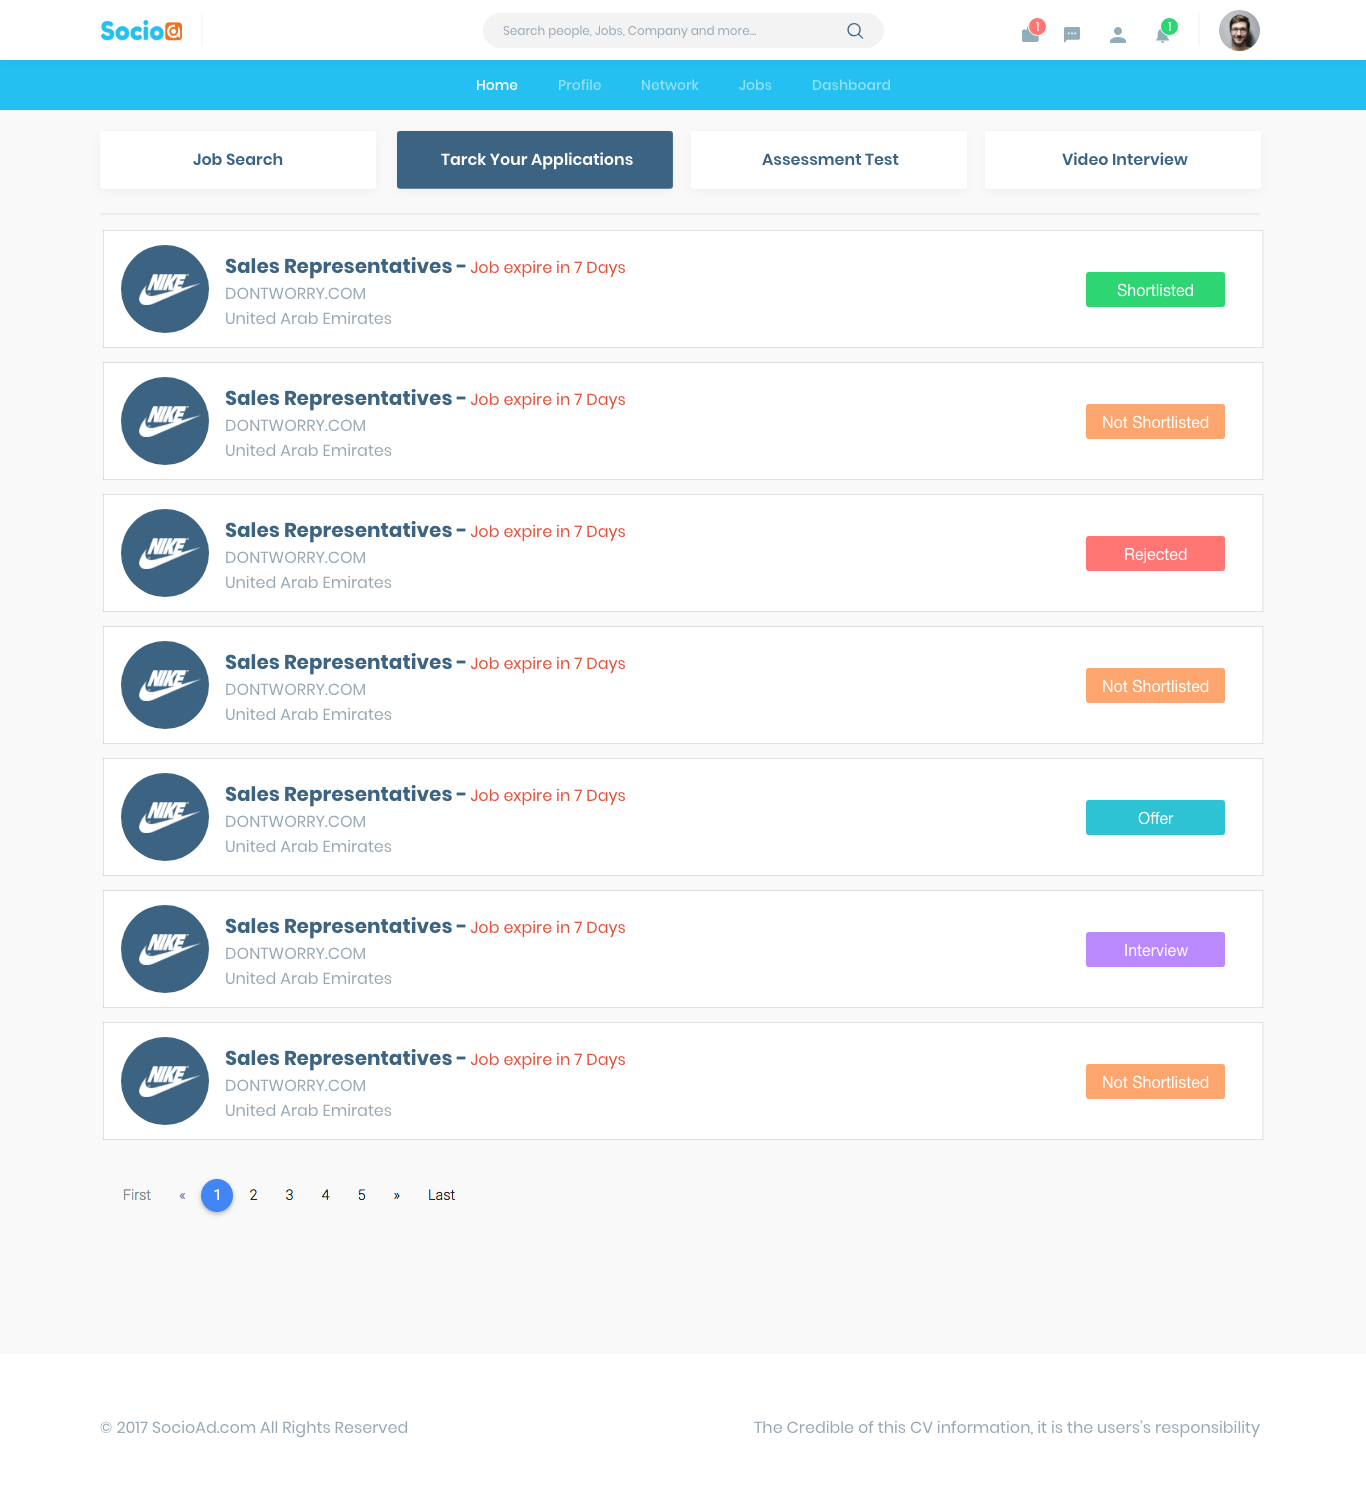 Socioa
Search people, Jobs, Company and more...
1
1
Home Profile Network Jobs Dashboard
Job Search Tarck Your Applications Assessment Test Video Interview
NIKE
Sales Representatives - Job expire in 7 Days
DONTWORRY.COM
United Arab Emirates
Shortlisted
NIKE
Sales Representatives - Job expire in 7 Days
DONTWORRY.COM
United Arab Emirates
Not Shortlisted
NIKE
Sales Representatives - Job expire in 7 Days
DONTWORRY.COM
United Arab Emirates
Rejected
NIKE
Sales Representatives - Job expire in 7 Days
DONTWORRY.COM
United Arab Emirates
Not Shortlisted
NIKE
Sales Representatives - Job expire in 7 Days
DONTWORRY.COM
United Arab Emirates
Offer
NIKE
Sales Representatives - Job expire in 7 Days
DONTWORRY.COM
United Arab Emirates
Interview
NIKE
Sales Representatives - Job expire in 7 Days
DONTWORRY.COM
United Arab Emirates
Not Shortlisted
First « 1 2 3 4 5 » Last
© 2017 SocioAd.com All Rights Reserved
The Credible of this CV information, it is the users's responsibility